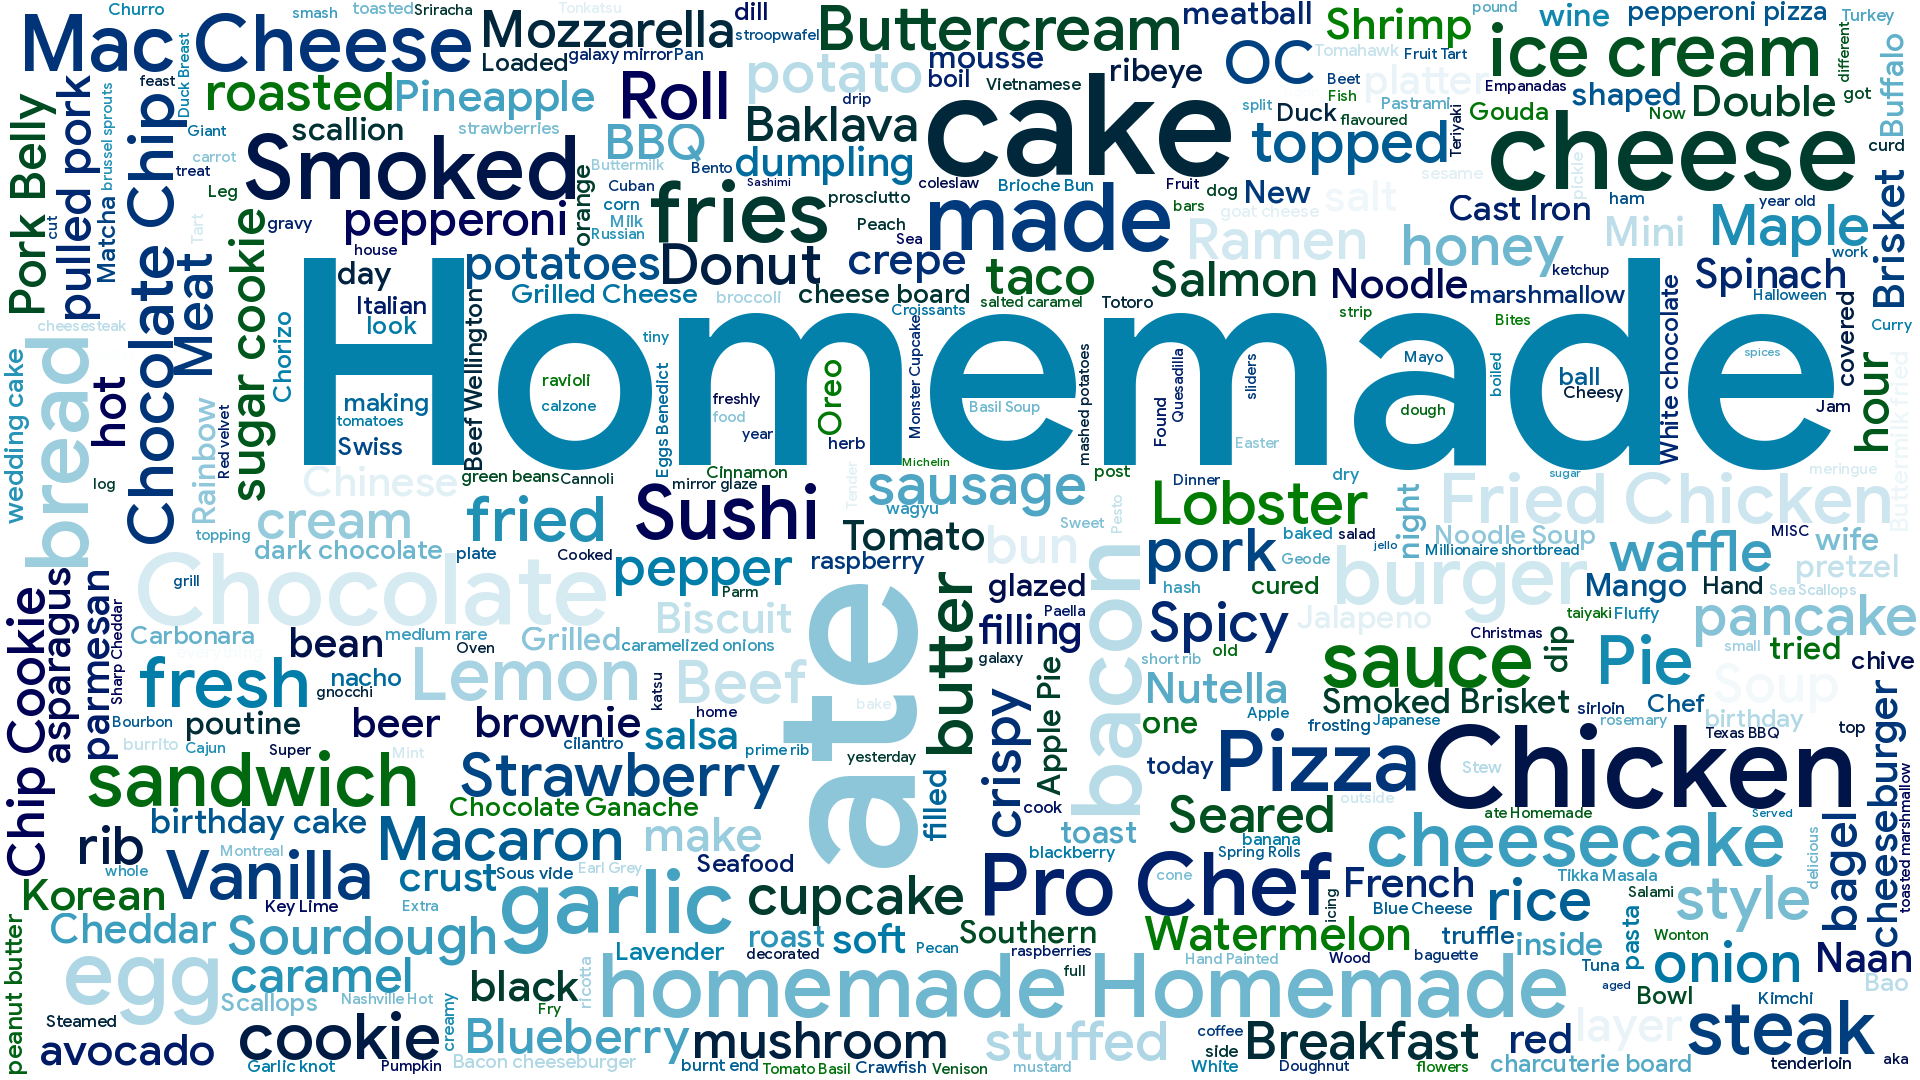 Churro
smash
toasted
Sriracha
Tonkatsu
dill
Mozzarella
Mac Cheese
Loaded
galaxy mirror
Pan
stroopwafel
Buttercream
meatball
Shrimp
pound
wine
pepperoni pizza
Turkey
OC
Tomahawk
Fruit Tart
ice cream
different
Buffalo
feast
Duck Breast
roasted
Pineapple
Roll
potato
mousse
boil
Vietnamese
ribeye
cake
Beet
Fish
platter
Pastrami
Empanadas
shaped
Double
got
Pork Belly
pulled pork
Matcha
brussel sprouts
Chocolate Chip
Giant
scallion
strawberries
BBQ
drip
Baklava
split
Duck
flavoured
Gouda
Now
cheese
curd
carrot
treat
Smoked
Buttermilk
Bento
dumpling
topped
Teriyaki
sesame
pickle
Leg
Tart
cut
orange
Cuban
corn
Milk
Russian
Sashimi
fries
prosciutto
coleslaw
Brioche Bun
Fruit
bars
dog
New
salt
goat cheese
Cast Iron
ham
year old
Brisket
gravy
pepperoni
house
Peach
Sea
made
Ramen
honey
Mini
Maple
work
sugar cookie
Meat
day
potatoes
Donut
crepe
taco
Salmon
Noodle
ketchup
marshmallow
Spinach
Halloween
Italian
look
Grilled Cheese
broccoli
cheese board
Croissants
salted caramel
Totoro
strip
Bites
Curry
cheesesteak
bread
wedding cake
hot
Chorizo
Homemade
Beef Wellington
tiny
Mayo
spices
covered
hour
making
tomatoes
Swiss
ravioli
calzone
Eggs Benedict
freshly
food
year
Oreo
herb
Monster Cupcake
Basil Soup
mashed potatoes
Found
Quesadilla
sliders
Easter
dough
boiled
ball
Cheesy
White chocolate
Jam
Buttermilk fried
log
Rainbow
Red velvet
topping
Chinese
green beans
Cannoli
Cinnamon
mirror glaze
Michelin
Tender
sausage
wagyu
Sweet
Pesto
post
Dinner
dry
sugar
meringue
Fried Chicken
cream
fried
Sushi
Tomato
bun
Lobster
baked
salad
night
Noodle Soup
MISC
wife
dark chocolate
plate
Cooked
raspberry
pork
Geode
jello
Millionaire shortbread
waffle
pretzel
Chocolate
grill
pepper
Parm
ate
butter
glazed
bacon
hash
cured
burger
Mango
Hand
Sea Scallops
Chip Cookie
asparagus
parmesan
Sharp Cheddar
Carbonara
bean
medium rare
Oven
Grilled
Biscuit
caramelized onions
filling
Paella
Spicy
Jalapeno
Christmas
taiyaki
Fluffy
pancake
everything
fresh
nacho
gnocchi
Lemon
katsu
Beef
home
bake
galaxy
Apple Pie
short rib
old
sauce
dip
Pie
small
tried
chive
Soup
Bourbon
poutine
beer
brownie
cilantro
salsa
prime rib
crispy
Nutella
one
Apple
Smoked Brisket
sirloin
Chef
frosting
Japanese
rosemary
birthday
top
cheeseburger
burrito
Cajun
Super
Mint
yesterday
today
Pizza
Texas BBQ
Stew
Chicken
sandwich
Strawberry
Chocolate Ganache
filled
cook
outside
ate Homemade
Served
toasted marshmallow
rib
birthday cake
Macaron
make
Seafood
toast
Seared
banana
cheesecake
delicious
bagel
whole
Montreal
Vanilla
crust
Sous vide
Earl Grey
blackberry
Spring Rolls
cone
Tikka Masala
Korean
Key Lime
Extra
garlic
cupcake
Pro Chef
icing
French
Blue Cheese
rice
Salami
style
peanut butter
Cheddar
Sourdough
Lavender
roast
decorated
soft
Pecan
Southern
raspberries
Watermelon
Hand Painted
Wood
truffle
baguette
inside
pasta
Wonton
Naan
egg
caramel
Scallops
Nashville Hot
black
Fry
ricotta
homemade Homemade
full
Tuna
aged
onion
Bowl
Kimchi
Bao
Steamed
avocado
cookie
creamy
Blueberry
mushroom
stuffed
coffee
side
Breakfast
red
layer
steak
Garlic knot
Pumpkin
Bacon cheeseburger
burnt end
Tomato Basil
Crawfish
Venison
mustard
White
Doughnut
flowers
charcuterie board
tenderloin
aka